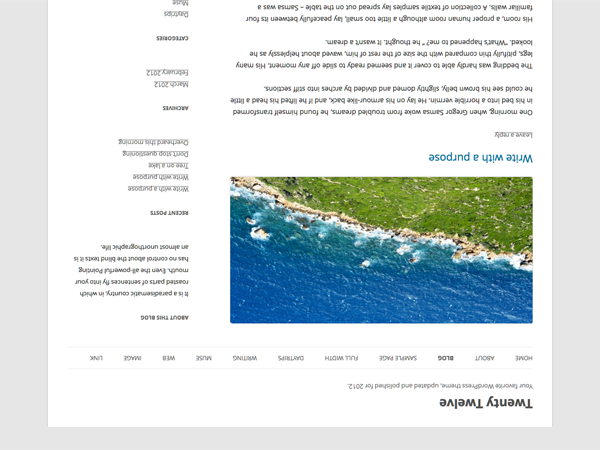 Twenty Twelve
Your favorite WordPress theme, updated and polished for 2012.
HOME ABOUT BLOG SAMPLE PAGE FULL WIDTH DAYTRIPS WRITING MUSE WEB IMAGE LINK
Write with a purpose
Leave a reply
One morning, when Gregor Samsa woke from troubled dreams, he found himself transformed
in his bed into a horrible vermin. He lay on his armour-like back, and if he lifted his head a little
he could see his brown belly, slightly domed and divided by arches into stiff sections.
The bedding was hardly able to cover it and seemed ready to slide off any moment. His many
legs, pitifully thin compared with the size of the rest of him, waved about helplessly as he
looked. "What's happened to me?" he thought. It wasn't a dream.
His room, a proper human room although a little too small, lay peacefully between its four
familiar walls. A collection of textile samples lay spread out on the table – Samsa was a
ABOUT THIS BLOG
It is a paradisematic country, in which
roasted parts of sentences fly into your
mouth. Even the all-powerful Pointing
has no control about the blind texts it is
an almost unorthographic life.
RECENT POSTS
Write with a purpose
Write with purpose
Tree on a lake
Don't stop questioning
Overheard this morning
ARCHIVES
March 2012
February 2012
CATEGORIES
Daytrips
Muse